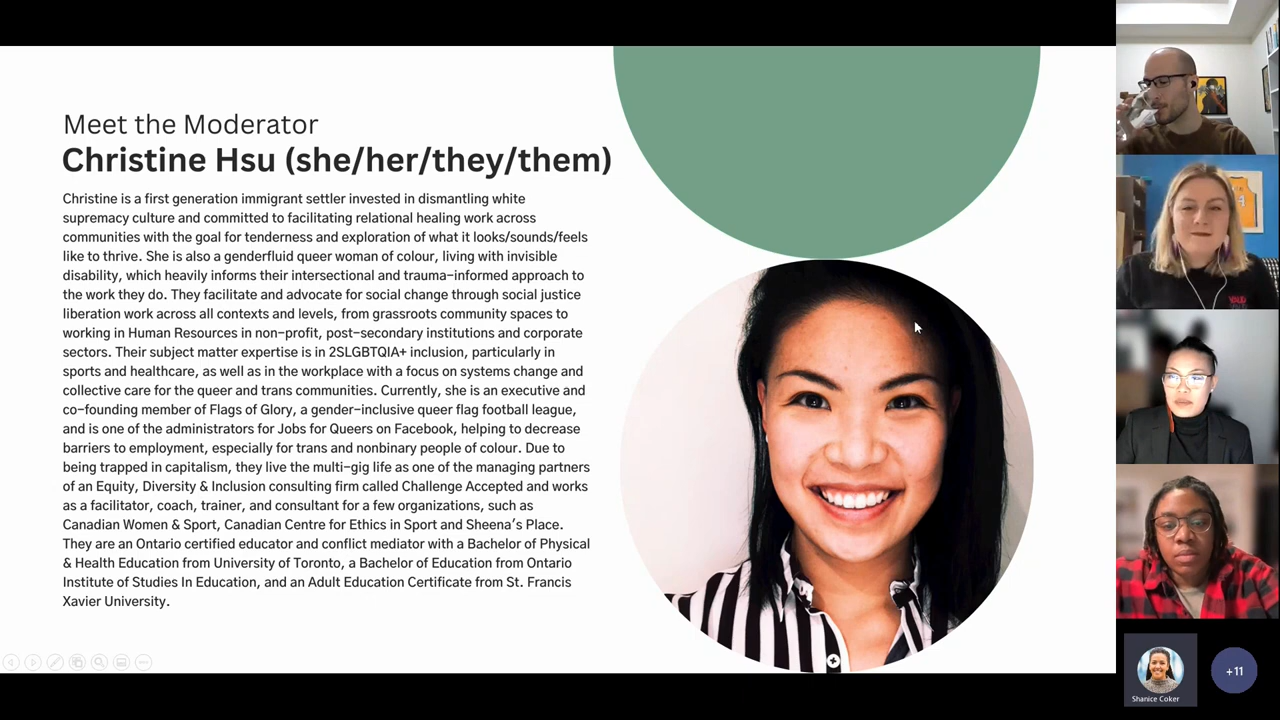 Meet the Moderator
Christine Hsu (she/her/they/them)
Christine is a first generation immigrant settler invested in dismantling white
supremacy culture and committed to facilitating relational healing work across
communities with the goal for tenderness and exploration of what it looks/sounds/feels
like to thrive. She is also a genderfluid queer woman of colour, living with invisible
disability, which heavily informs their intersectional and trauma-informed approach to
the work they do. They facilitate and advocate for social change through social justice
liberation work across all contexts and levels, from grassroots community spaces to
working in Human Resources in non-profit, post-secondary institutions and corporate
sectors. Their subject matter expertise is in 2SLGBTQIA+ inclusion, particularly in
sports and healthcare, as well as in the workplace with a focus on systems change and
collective care for the queer and trans communities. Currently, she is an executive and
co-founding member of Flags of Glory, a gender-inclusive queer flag football league,
and is one of the administrators for Jobs for Queers on Facebook, helping to decrease
barriers to employment, especially for trans and nonbinary people of colour. Due to
being trapped in capitalism, they live the multi-gig life as one of the managing partners
of an Equity, Diversity & Inclusion consulting firm called Challenge Accepted and works
as a facilitator, coach, trainer, and consultant for a few organizations, such as
Canadian Women & Sport, Canadian Centre for Ethics in Sport and Sheena's Place.
They are an Ontario certified educator and conflict mediator with a Bachelor of Physical
& Health Education from University of Toronto, a Bachelor of Education from Ontario
Institute of Studies In Education, and an Adult Education Certificate from St. Francis
Xavier University.
Shanice Coker
+11